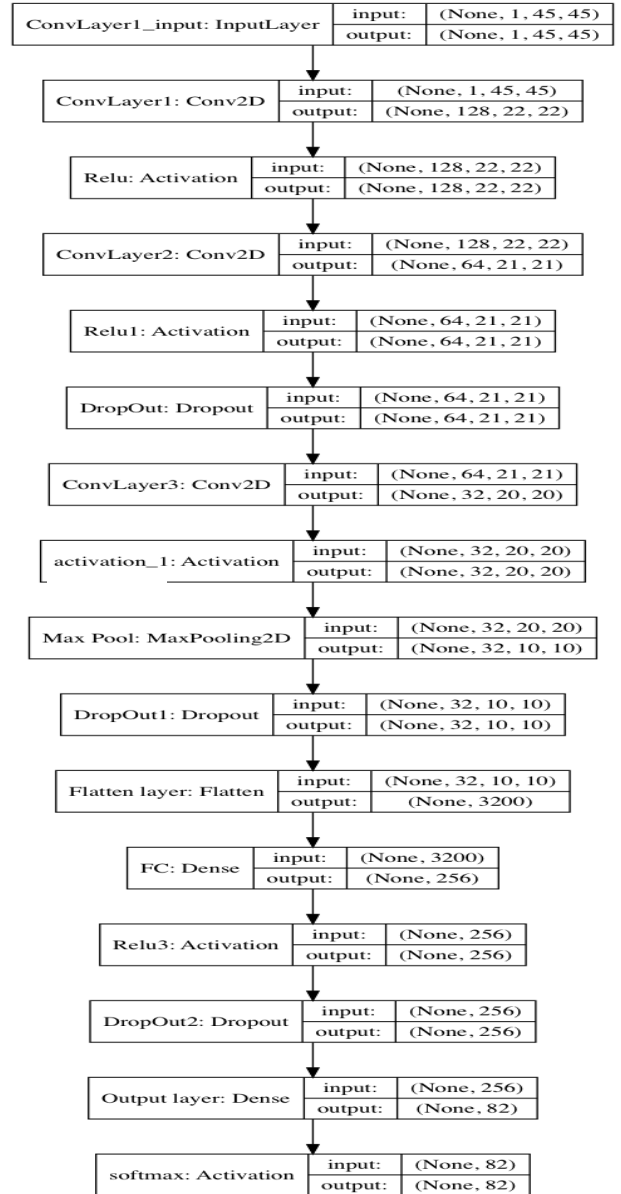 ConvLayer1_input: InputLayer input: (None, 1, 45, 45)
output: (None, 1, 45, 45)
ConvLayer1: Conv2D input: (None, 1, 45, 45)
output: (None, 128, 22, 22)
Relu: Activation input: (None, 128, 22, 22)
output: (None, 128, 22, 22)
ConvLayer2: Conv2D input: (None, 128, 22, 22)
output: (None, 64, 21, 21)
Relu1: Activation input: (None, 64, 21, 21)
output: (None, 64, 21, 21)
DropOut: Dropout input: (None, 64, 21, 21)
output: (None, 64, 21, 21)
ConvLayer3: Conv2D input: (None, 64, 21, 21)
output: (None, 32, 20, 20)
activation_1: Activation input: (None, 32, 20, 20)
output: (None, 32, 20, 20)
Max Pool: MaxPooling2D input: (None, 32, 20, 20)
output: (None, 32, 10, 10)
DropOut1: Dropout input: (None, 32, 10, 10)
output: (None, 32, 10, 10)
Flatten layer: Flatten input: (None, 32, 10, 10)
output: (None, 3200)
FC: Dense input: (None, 3200)
output: (None, 256)
Relu3: Activation input: (None, 256)
output: (None, 256)
DropOut2: Dropout input: (None, 256)
output: (None, 256)
Output layer: Dense input: (None, 256)
output: (None, 82)
softmax: Activation input: (None, 82)
output: (None, 82)